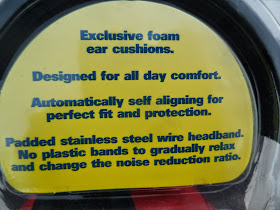 Exclusive foam
ear cushions.
Designed for all day comfort.
Automatically self aligning for
perfect fit and protection.
Padded stainless steel wire headband.
No plastic bands to gradually relax
and change the noise reduction ratio.